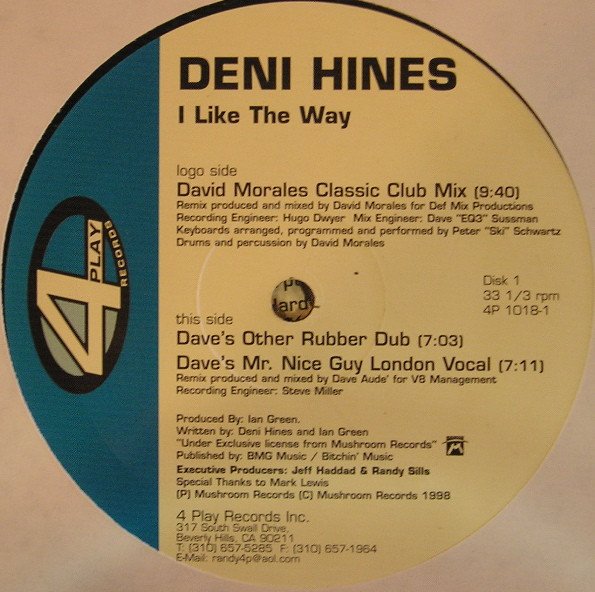 DENI HINES
I Like The Way
logo side
David Morales Classic Club Mix (9:40)
Remix produced and mixed by David Morales for Def Mix Productions
Recording Engineer: Hugo Dwyer Mix Engineer: Dave "EQ3" Sussman
Keyboards arranged, programmed and performed by Peter "Ski" Schwartz
Drums and percussion by David Morales
4 PLAY RECORDS
Disk 1
33 1/3 rpm
4P 1018-1
this side
Dave's Other Rubber Dub (7:03)
Dave's Mr. Nice Guy London Vocal (7:11)
Remix produced and mixed by Dave Aude' for V8 Management
Recording Engineer: Steve Miller
Produced By: Ian Green.
Written by: Deni Hines and Ian Green
"Under Exclusive license from Mushroom Records"
Published by: BMG Music / Bitchin' Music
Executive Producers: Jeff Haddad & Randy Sills
Special Thanks to Mark Lewis
(P) Mushroom Records (C) Mushroom Records 1998
4 Play Records Inc.
317 South Swall Drive,
Beverly Hills, CA 90211
T: (310) 657-5285 F: (310) 657-1964
E-Mail: randy4p@aol.com